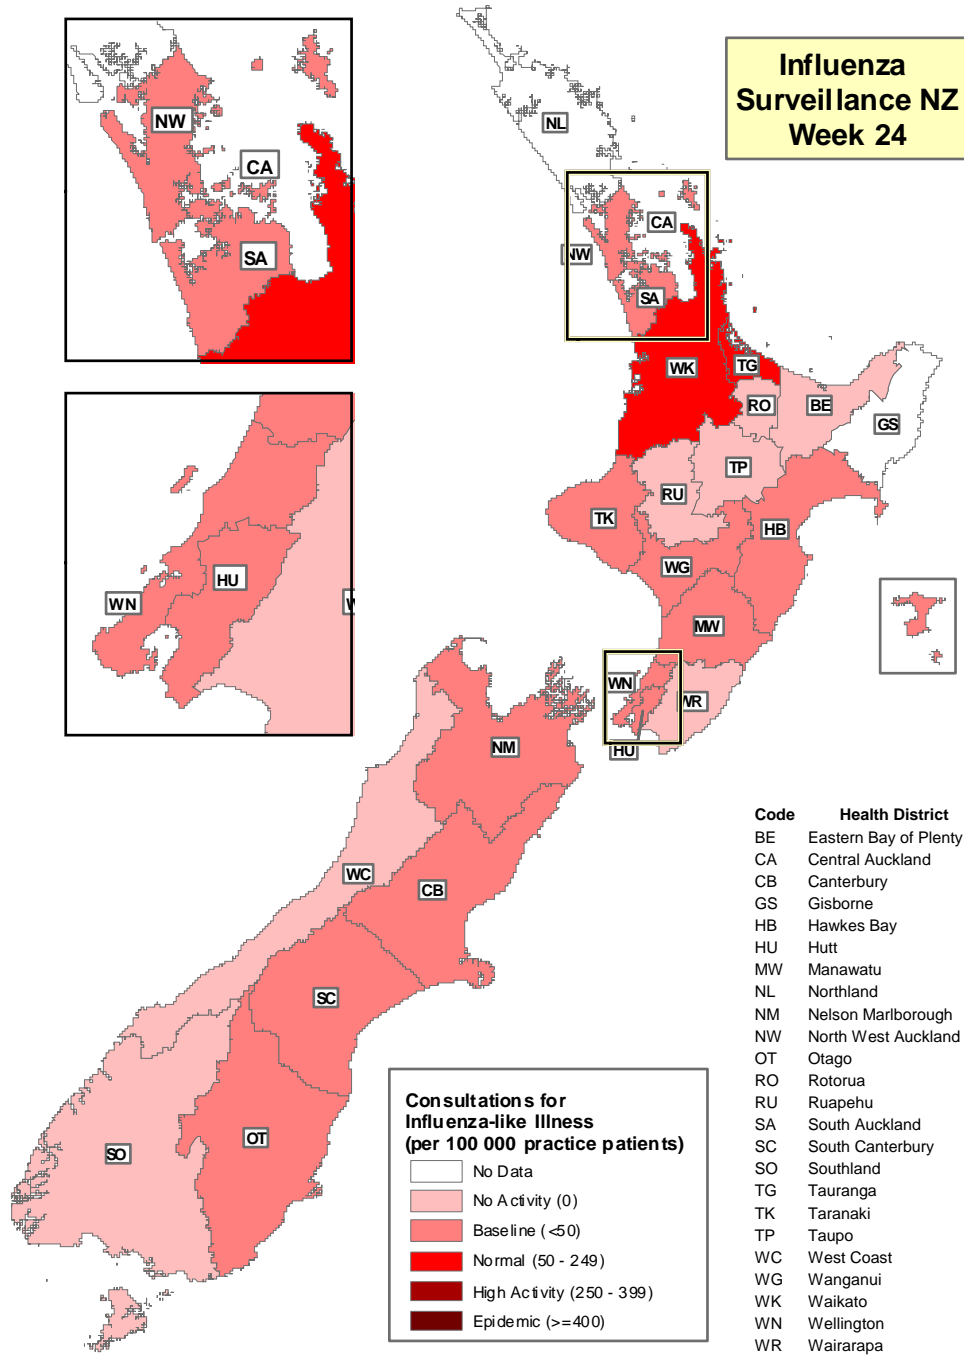 Influenza
Surveillance NZ
Week 24
NW
CA
SA
NL
CA
NW
SA
WK
TG
RO
BE
GS
TP
RU
TK
HB
WG
MW
HU
WN
W
WN
WR
HU
NM
WC
CB
SC
OT
SO
Consultations for
Influenza-like Illness
(per 100 000 practice patients)
No Data
No Activity (0)
Baseline (<50)
Normal (50 - 249)
High Activity (250 - 399)
Epidemic (>=400)
Code Health District
BE Eastern Bay of Plenty
CA Central Auckland
CB Canterbury
GS Gisborne
HB Hawkes Bay
HU Hutt
MW Manawatu
NL Northland
NM Nelson Marlborough
NW North West Auckland
OT Otago
RO Rotorua
RU Ruapehu
SA South Auckland
SC South Canterbury
SO Southland
TG Tauranga
TK Taranaki
TP Taupo
WC West Coast
WG Wanganui
WK Waikato
WN Wellington
WR Wairarapa